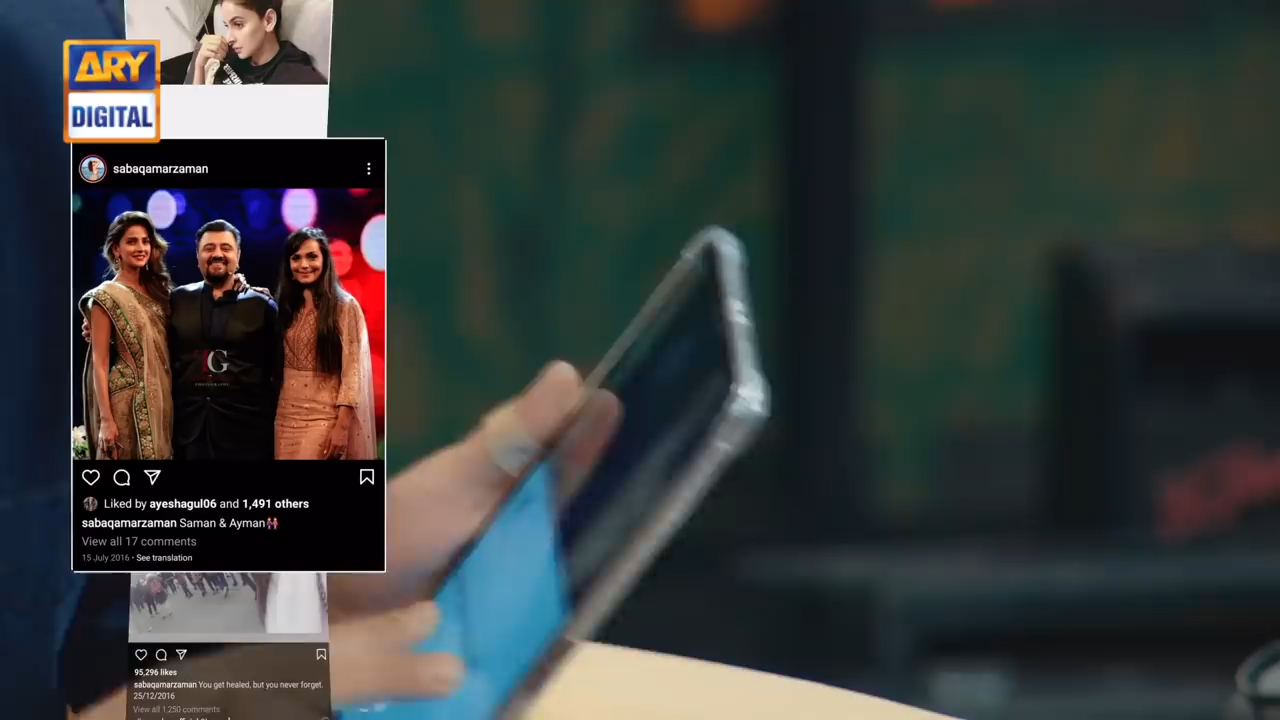 ARY
DIGITAL
sabaqamarzaman
G
PHOTOGRAPHY
Liked by ayeshagul06 and 1,491 others
sabaqamarzaman Saman & Ayman
View all 17 comments
15 July 2016 • See translation
95,296 likes
sabaqamarzaman You get healed, but you never forget.
25/12/2016
View all 1,250 comments